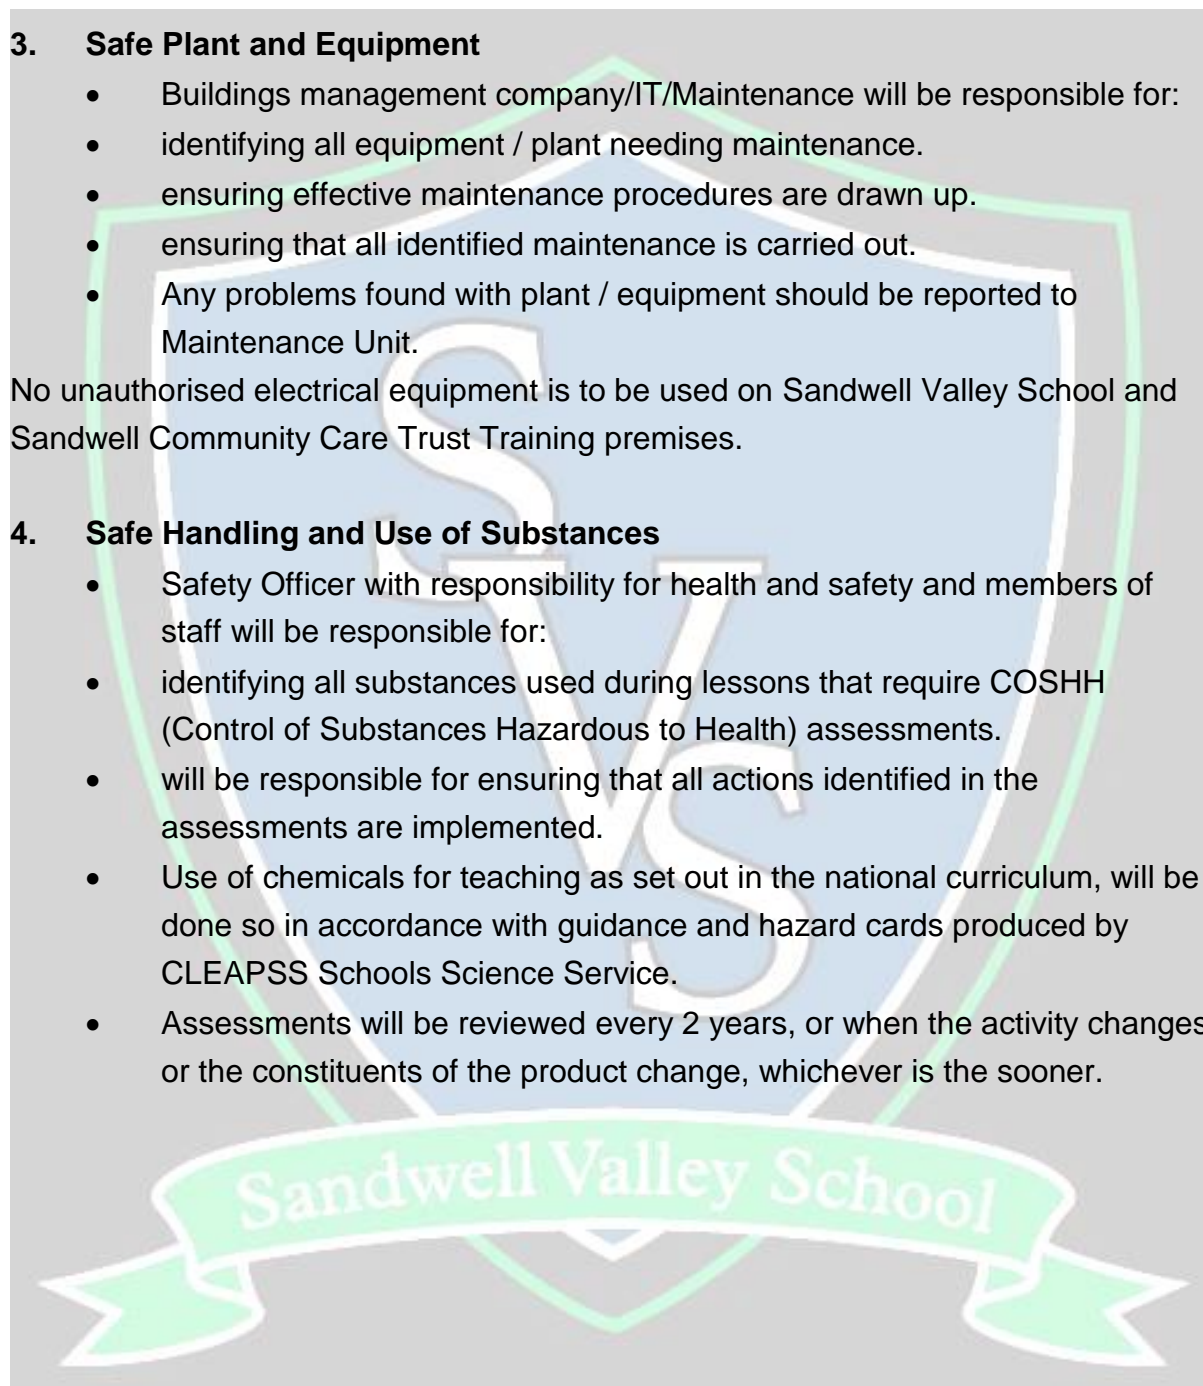 3. Safe Plant and Equipment
• Buildings management company/IT/Maintenance will be responsible for:
• identifying all equipment / plant needing maintenance.
• ensuring effective maintenance procedures are drawn up.
• ensuring that all identified maintenance is carried out.
• Any problems found with plant / equipment should be reported to
Maintenance Unit.
No unauthorised electrical equipment is to be used on Sandwell Valley School and
Sandwell Community Care Trust Training premises.
4. Safe Handling and Use of Substances
• Safety Officer with responsibility for health and safety and members of
staff will be responsible for:
• identifying all substances used during lessons that require COSHH
(Control of Substances Hazardous to Health) assessments.
• will be responsible for ensuring that all actions identified in the
assessments are implemented.
• Use of chemicals for teaching as set out in the national curriculum, will be
done so in accordance with guidance and hazard cards produced by
CLEAPSS Schools Science Service.
• Assessments will be reviewed every 2 years, or when the activity changes
or the constituents of the product change, whichever is the sooner.
SVS
Sandwell Valley School